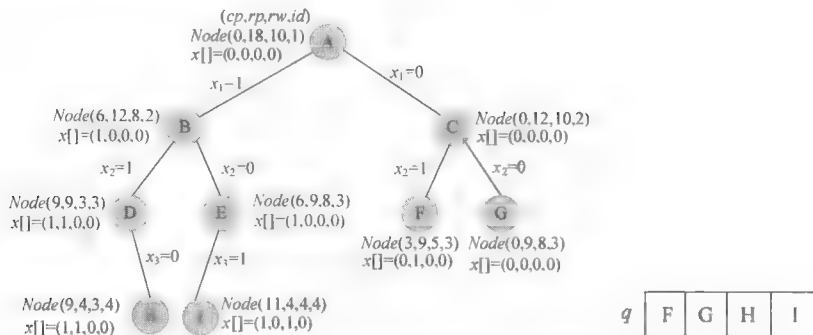 (cp,rp,rw,id)
Node(0,18,10,1)
x[]=(0,0,0,0)
A
x₁=1
x₁=0
Node(6,12,8,2)
x[]=(1,0,0,0)
B
C
Node(0,12,10,2)
x[]=(0,0,0,0)
x₂=1
x₂=0
x₂=1
x₂=0
Node(9,9,3,3)
x[]=(1,1,0,0)
D
E
Node(6,9,8,3)
x[]=(1,0,0,0)
F
G
Node(3,9,5,3)
x[]=(0,1,0,0)
Node(0,9,8,3)
x[]=(0,0,0,0)
x₃=0
x₃=1
Node(9,4,3,4)
x[]=(1,1,0,0)
Node(11,4,4,4)
x[]=(1,0,1,0)
q F G H I